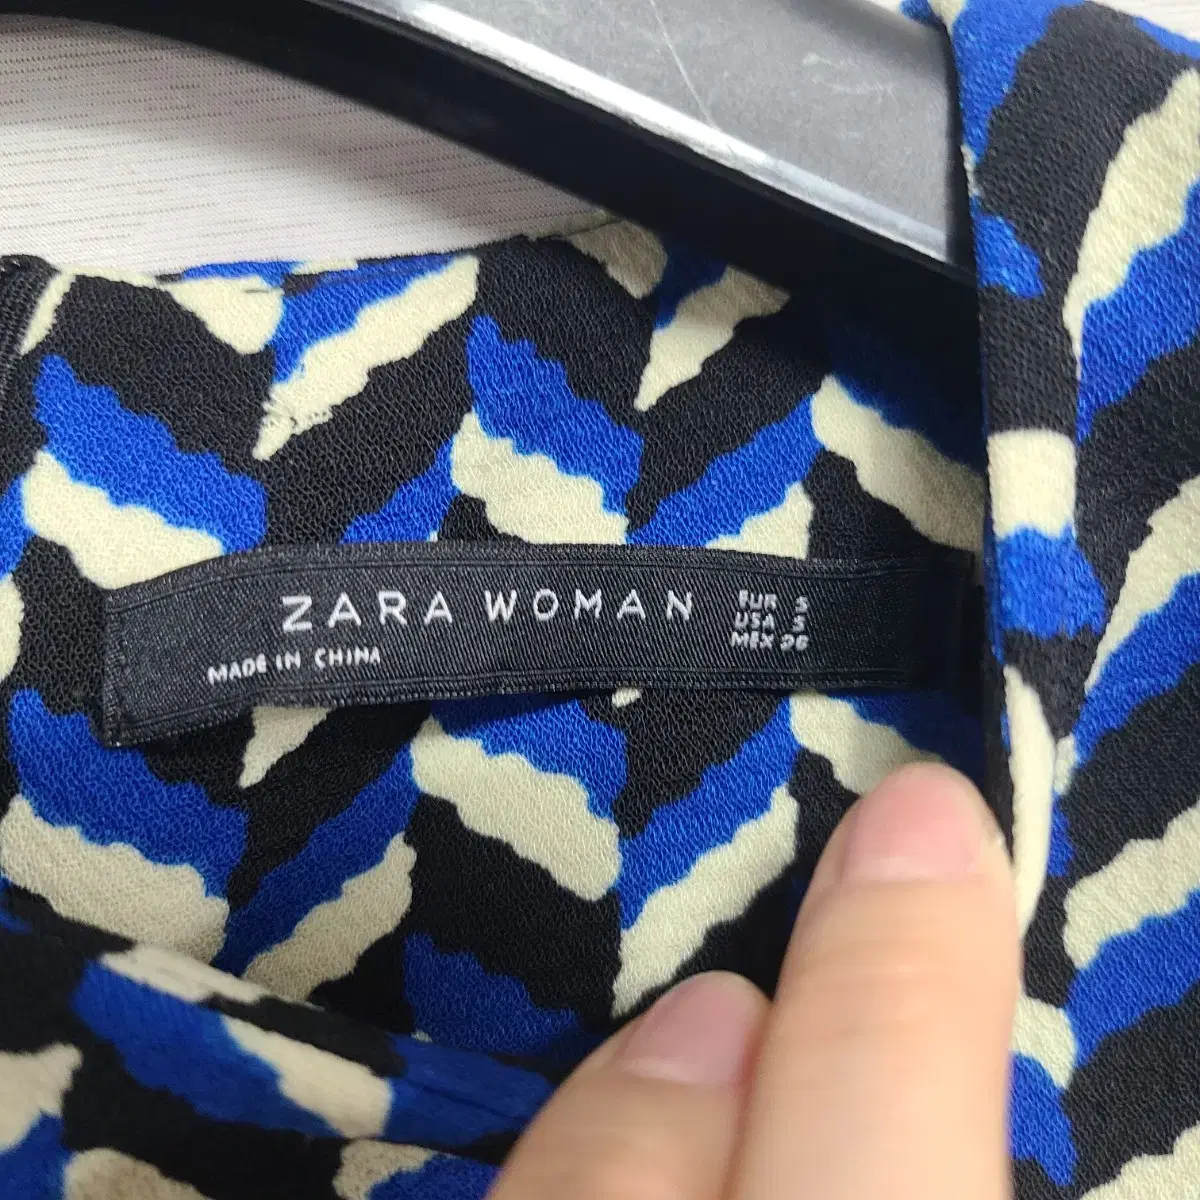 ZARA WOMAN
MADE IN CHINA
EUR S
USA S
MEX 26